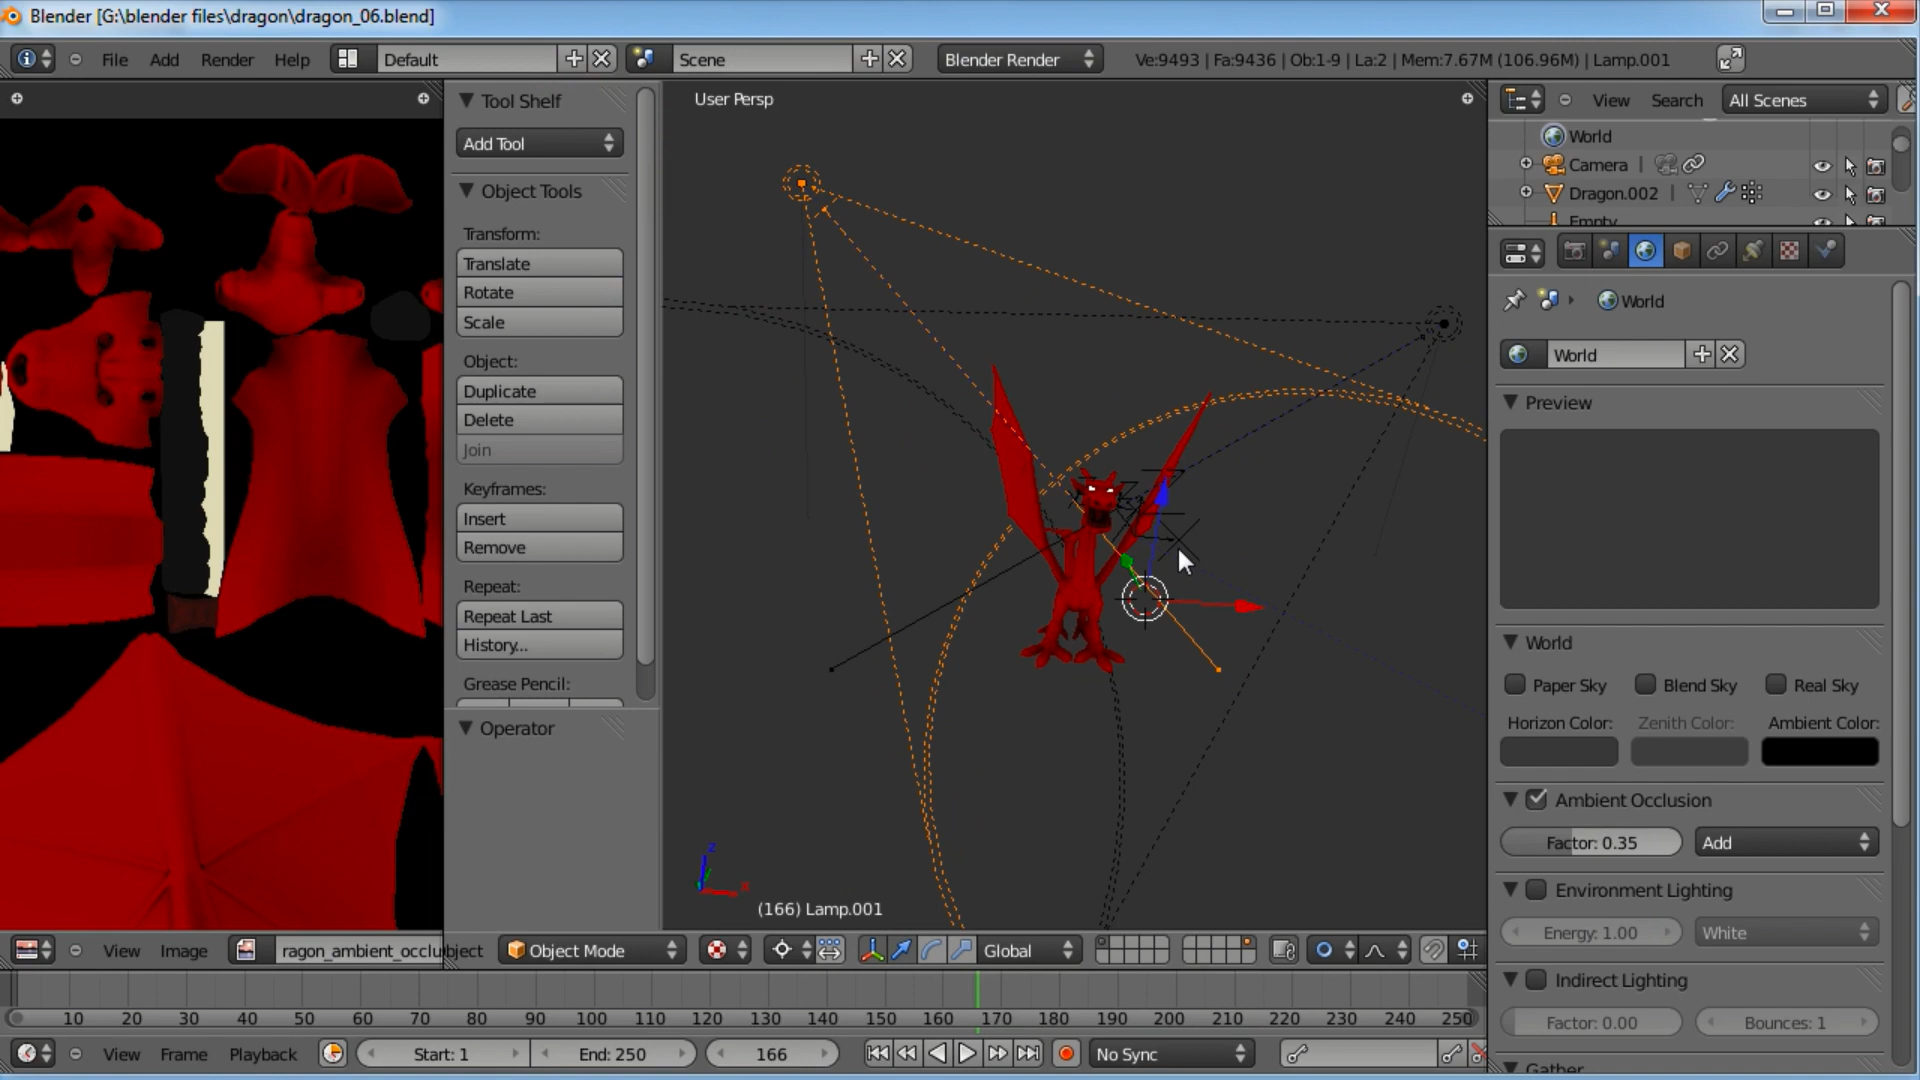 Blender [G:\blender files\dragon\dragon_06.blend]
File Add Render Help Default Scene Blender Render Ve:9493 | Fa:9436 | Ob:1-9 | La:2 | Mem:7.67M (106.96M) | Lamp.001
Tool Shelf
Add Tool
Object Tools
Transform:
Translate
Rotate
Scale
Object:
Duplicate
Delete
Join
Keyframes:
Insert
Remove
Repeat:
Repeat Last
History...
Grease Pencil:
Operator
User Persp
z
x
(166) Lamp.001
View Search All Scenes
World
Camera
Dragon.002
Empty
World
World
Preview
World
Paper Sky Blend Sky Real Sky
Horizon Color: Zenith Color: Ambient Color:
Ambient Occlusion
Factor: 0.35 Add
Environment Lighting
Energy: 1.00 White
Indirect Lighting
Factor: 0.00 Bounces: 1
Gather
View Image ragon_ambient_occlubject Object Mode Global
10 20 30 40 50 60 70 80 90 100 110 120 130 140 150 160 170 180 190 200 210 220 230 240 250
View Frame Playback Start: 1 End: 250 166 No Sync